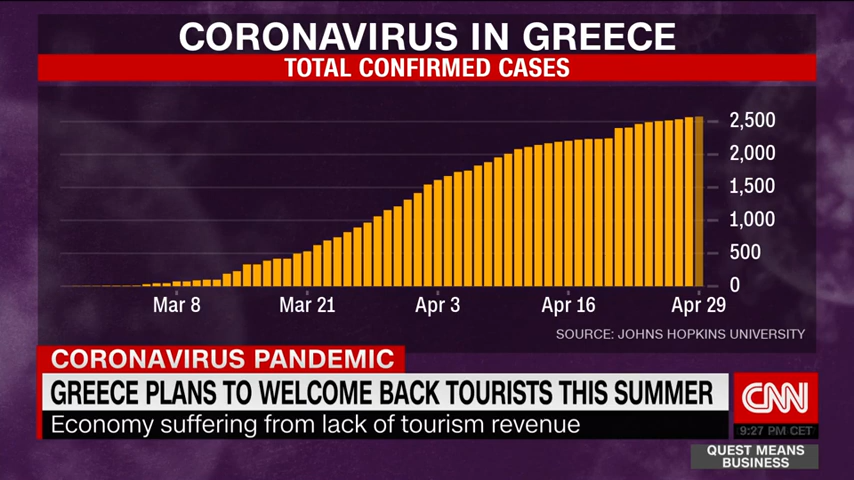 CORONAVIRUS IN GREECE
TOTAL CONFIRMED CASES
2,500
2,000
1,500
1,000
500
0
Mar 8 Mar 21 Apr 3 Apr 16 Apr 29
SOURCE: JOHNS HOPKINS UNIVERSITY
CORONAVIRUS PANDEMIC
GREECE PLANS TO WELCOME BACK TOURISTS THIS SUMMER
Economy suffering from lack of tourism revenue
CNN
9:27 PM CET
QUEST MEANS
BUSINESS